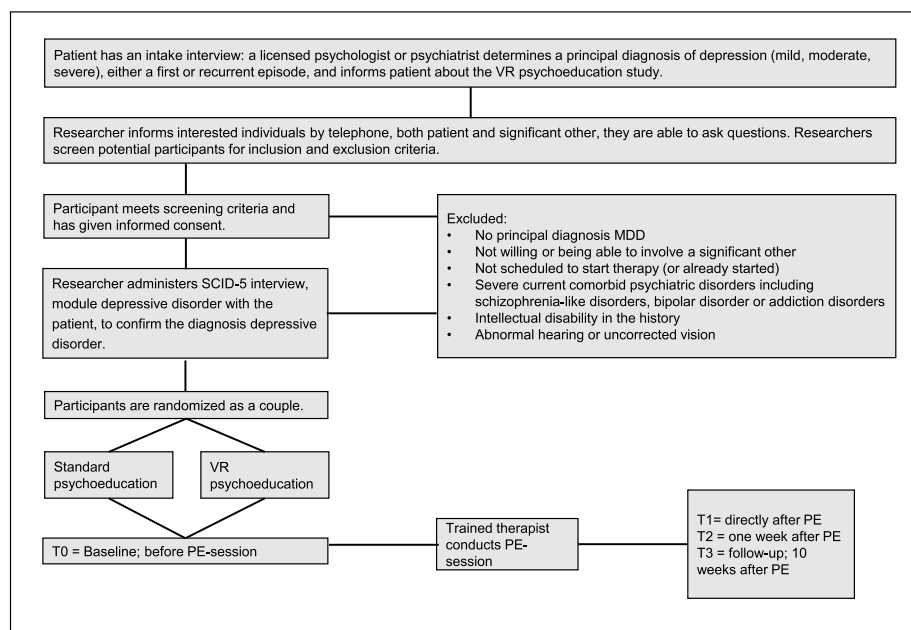 Patient has an intake interview: a licensed psychologist or psychiatrist determines a principal diagnosis of depression (mild, moderate,
severe), either a first or recurrent episode, and informs patient about the VR psychoeducation study.
Researcher informs interested individuals by telephone, both patient and significant other, they are able to ask questions. Researchers
screen potential participants for inclusion and exclusion criteria.
Participant meets screening criteria and
has given informed consent.
Excluded:
• No principal diagnosis MDD
• Not willing or being able to involve a significant other
• Not scheduled to start therapy (or already started)
• Severe current comorbid psychiatric disorders including
schizophrenia-like disorders, bipolar disorder or addiction disorders
• Intellectual disability in the history
• Abnormal hearing or uncorrected vision
Researcher administers SCID-5 interview,
module depressive disorder with the
patient, to confirm the diagnosis depressive
disorder.
Participants are randomized as a couple.
Standard
psychoeducation
VR
psychoeducation
T0 = Baseline; before PE-session
Trained therapist
conducts PE-
session
T1= directly after PE
T2 = one week after PE
T3 = follow-up; 10
weeks after PE